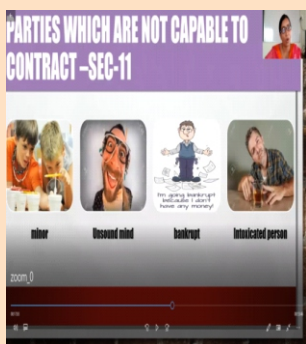 PARTIES WHICH ARE NOT CAPABLE TO
CONTRACT –SEC-11
I'm going bankrupt
because I don't
have any money!
minor
Unsound mind
bankrupt
Intoxicated person
zoom_0